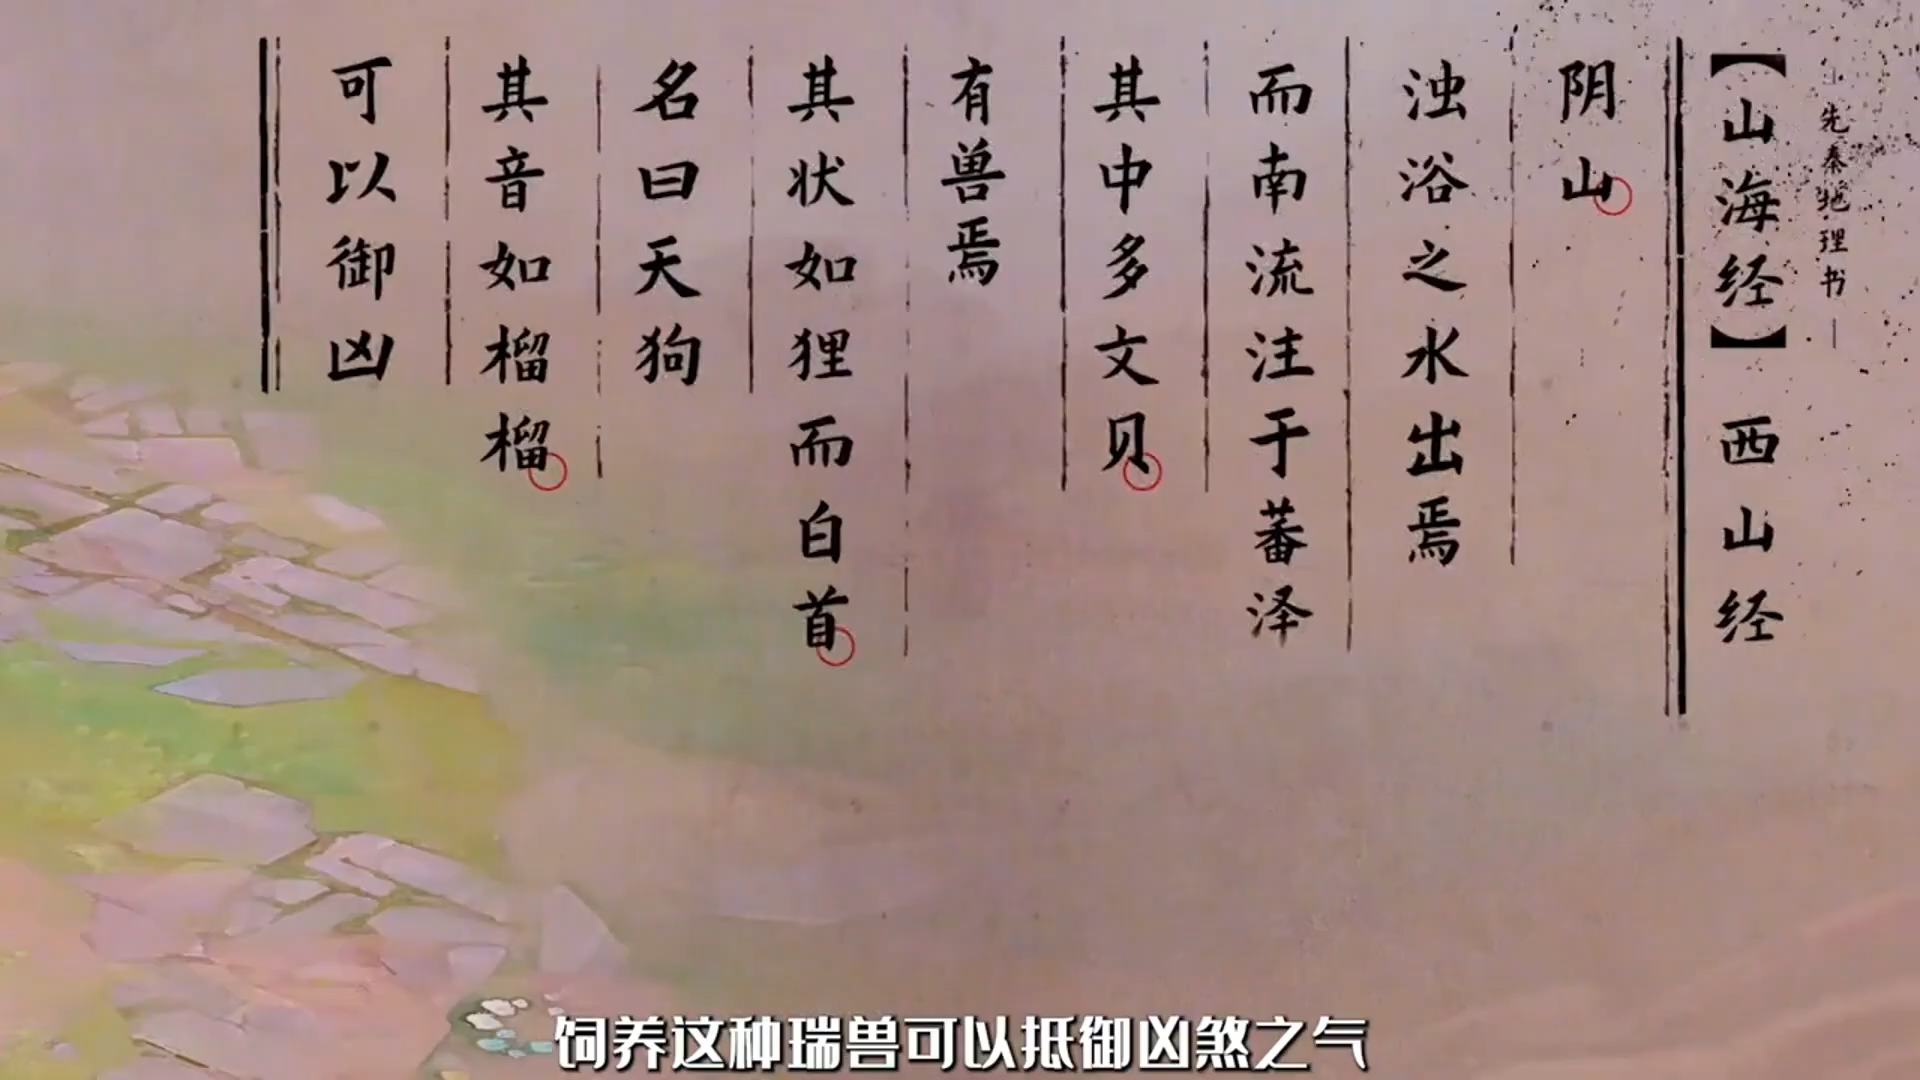 先秦地理书
【山海经】西山经
阴山
浊浴之水出焉
而南流注于蕃泽
其中多文贝
有兽焉
其状如狸而白首
名曰天狗
其音如榴榴
可以御凶
饲养这种瑞兽可以抵御凶煞之气